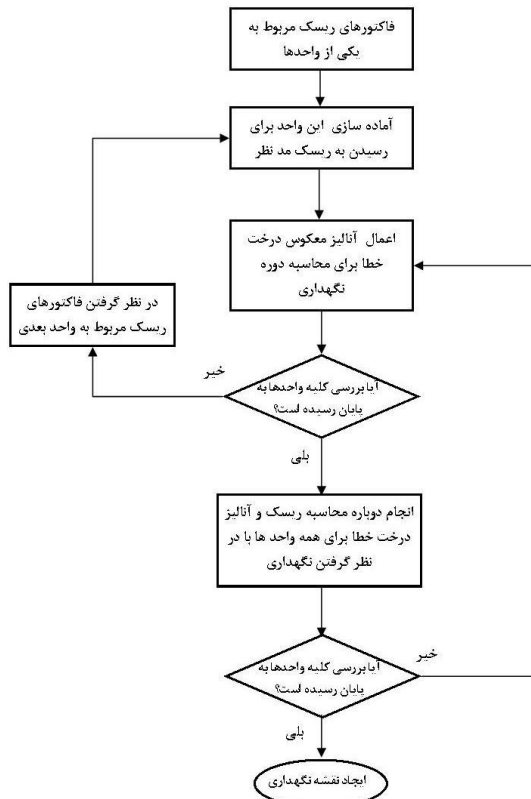 فاکتورهای ریسک مربوط به
یکی از واحدها
آماده سازی این واحد برای
رسیدن به ریسک مد نظر
اعمال آنالیز معکوس درخت
خطا برای محاسبه دوره
نگهداری
در نظر گرفتن فاکتورهای
ریسک مربوط به واحد بعدی
خیر
آیا بررسی کلیه واحدها به
پایان رسیده است؟
بلی
انجام دوباره محاسبه ریسک و آنالیز
درخت خطا برای همه واحد ها با در
نظر گرفتن نگهداری
خیر
آیا بررسی کلیه واحدها به
پایان رسیده است؟
بلی
ایجاد نقشه نگهداری